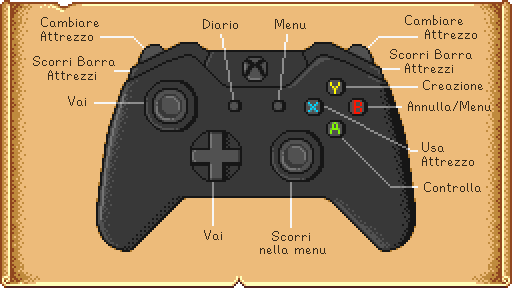 Cambiare
Attrezzo
Diario
Menu
Cambiare
Attrezzo
Scorri Barra
Attrezzi
Scorri Barra
Attrezzi
Vai
Y
Creazione
X
B
Annulla/Menu
A
Usa
Attrezzo
Controlla
Vai
Scorri
nella menu